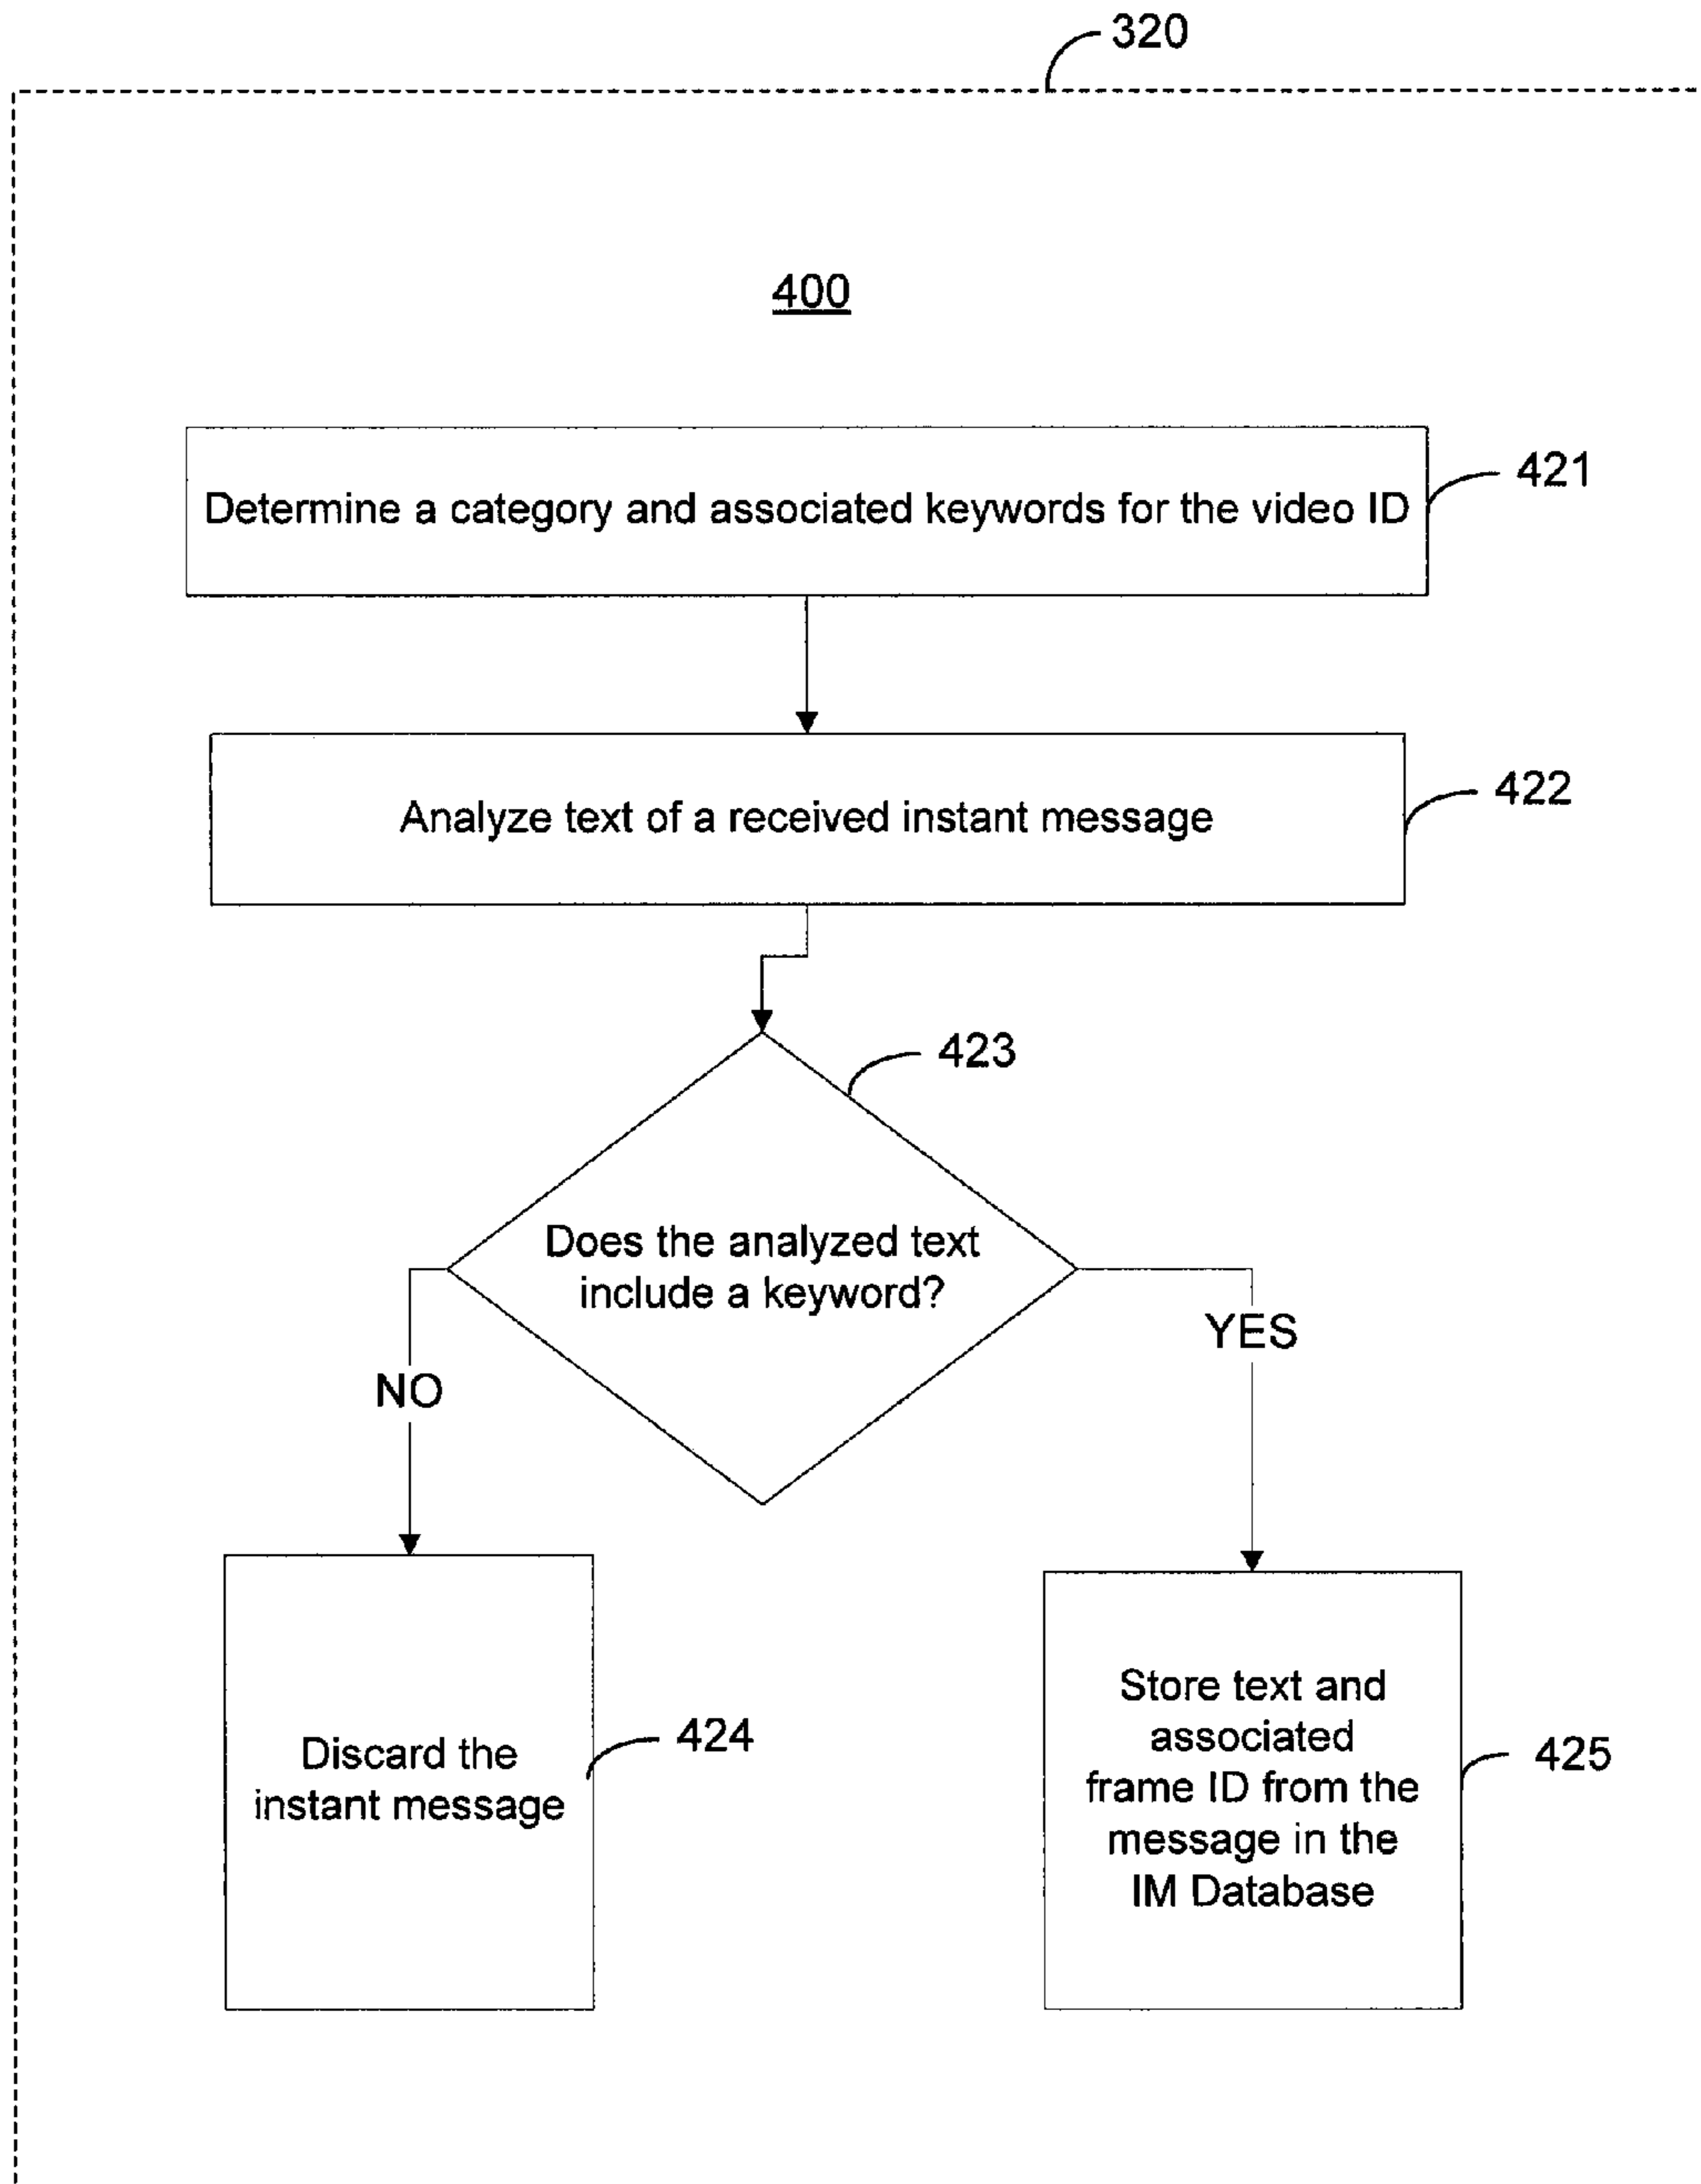 320
400
Determine a category and associated keywords for the video ID
421
Analyze text of a received instant message
422
423
Does the analyzed text
include a keyword?
NO
YES
Discard the
instant message
424
Store text and
associated
frame ID from the
message in the
IM Database
425